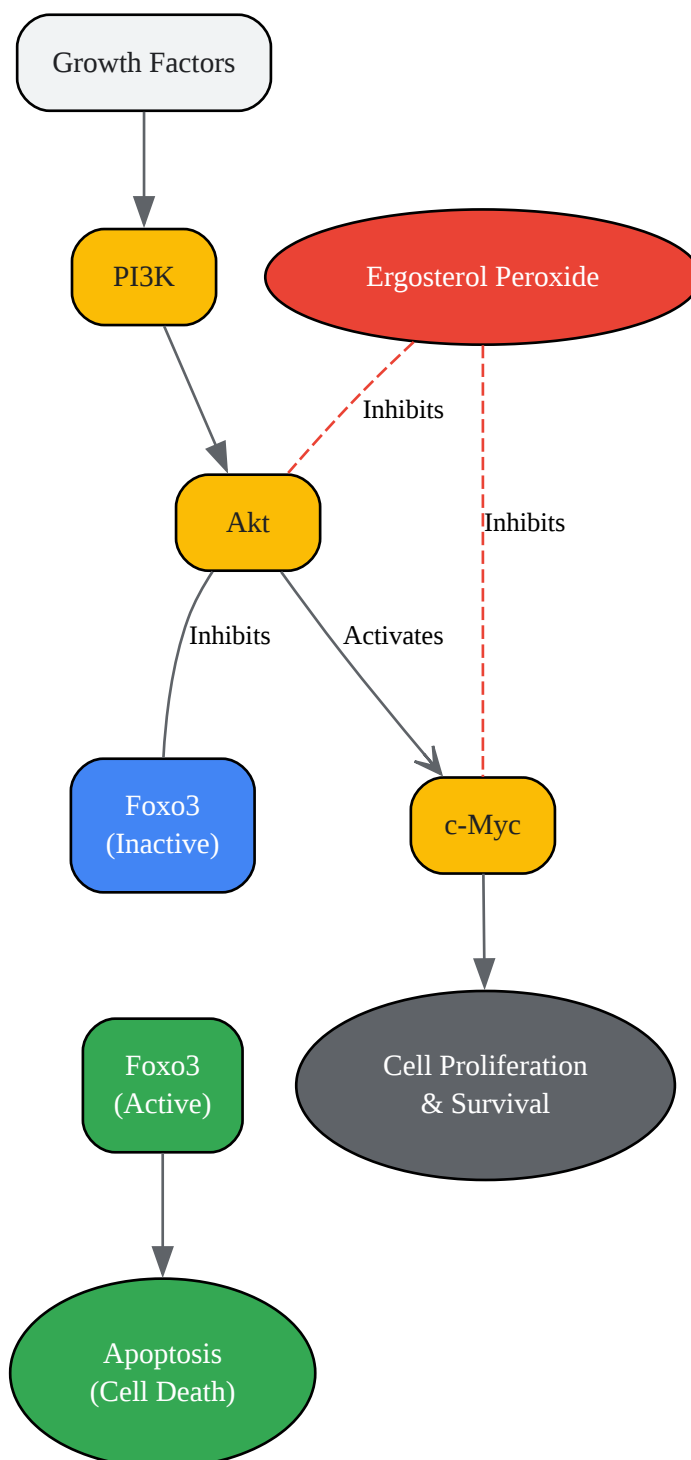 Growth Factors
PI3K
Ergosterol Peroxide
Inhibits
Akt
Inhibits
Inhibits
Activates
Foxo3
(Inactive)
c-Myc
Foxo3
(Active)
Cell Proliferation
& Survival
Apoptosis
(Cell Death)